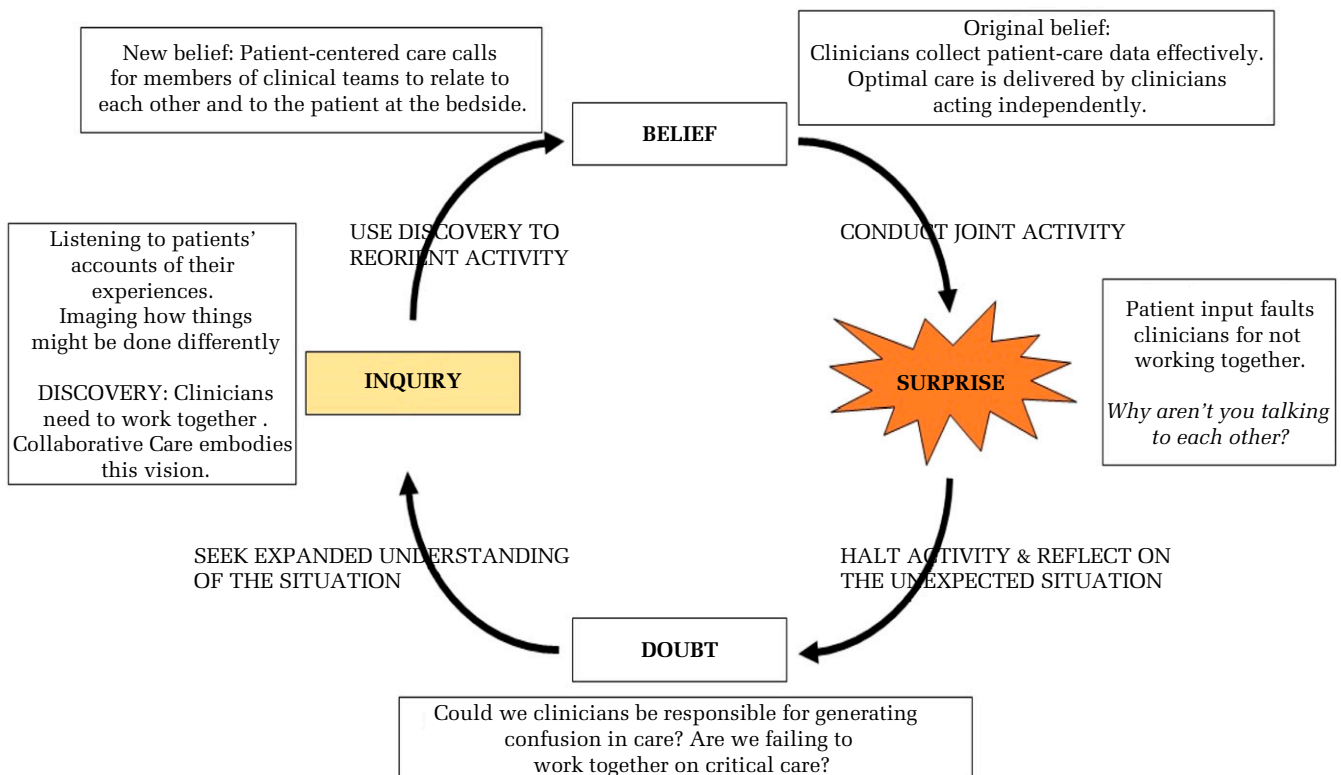 New belief: Patient-centered care calls
for members of clinical teams to relate to
each other and to the patient at the bedside.
Original belief:
Clinicians collect patient-care data effectively.
Optimal care is delivered by clinicians
acting independently.
BELIEF
USE DISCOVERY TO
REORIENT ACTIVITY
CONDUCT JOINT ACTIVITY
Listening to patients’
accounts of their
experiences.
Imaging how things
might be done differently
DISCOVERY: Clinicians
need to work together .
Collaborative Care embodies
this vision.
INQUIRY
SURPRISE
Patient input faults
clinicians for not
working together.
Why aren’t you talking
to each other?
SEEK EXPANDED UNDERSTANDING
OF THE SITUATION
HALT ACTIVITY & REFLECT ON
THE UNEXPECTED SITUATION
DOUBT
Could we clinicians be responsible for generating
confusion in care? Are we failing to
work together on critical care?